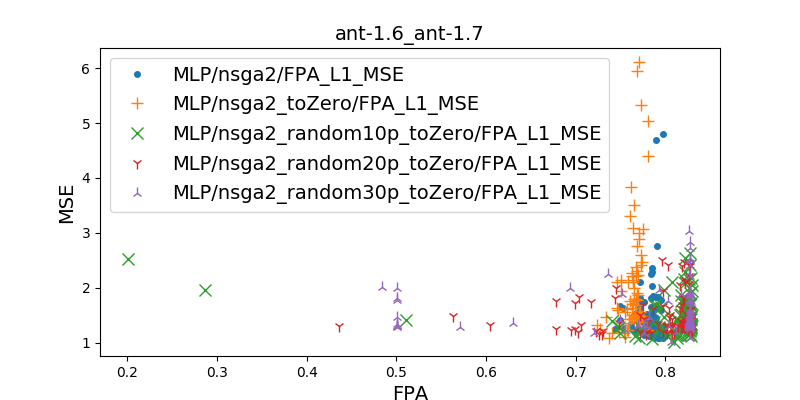 ant-1.6_ant-1.7
MLP/nsga2/FPA_L1_MSE
MLP/nsga2_toZero/FPA_L1_MSE
MLP/nsga2_random10p_toZero/FPA_L1_MSE
MLP/nsga2_random20p_toZero/FPA_L1_MSE
MLP/nsga2_random30p_toZero/FPA_L1_MSE
MSE
6
5
4
3
2
1
0.2 0.3 0.4 0.5 0.6 0.7 0.8
FPA